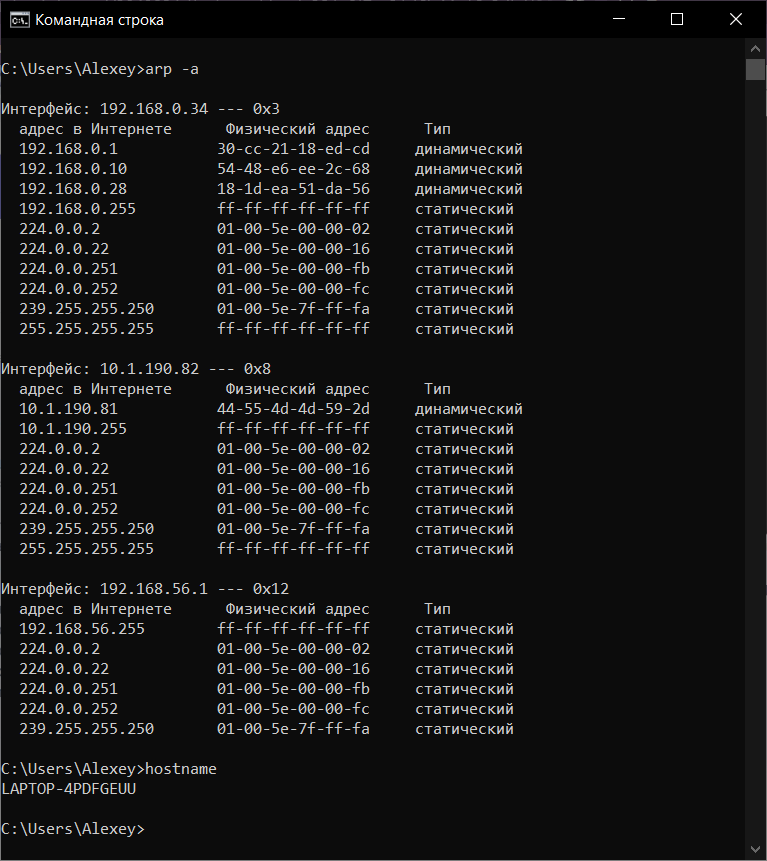 Командная строка
C:\Users\Alexey>arp -a
Интерфейс: 192.168.0.34 --- 0x3
адрес в Интернете Физический адрес Тип
192.168.0.1 30-cc-21-18-ed-cd динамический
192.168.0.10 54-48-e6-ee-2c-68 динамический
192.168.0.28 18-1d-ea-51-da-56 динамический
192.168.0.255 ff-ff-ff-ff-ff-ff статический
224.0.0.2 01-00-5e-00-00-02 статический
224.0.0.22 01-00-5e-00-00-16 статический
224.0.0.251 01-00-5e-00-00-fb статический
224.0.0.252 01-00-5e-00-00-fc статический
239.255.255.250 01-00-5e-7f-ff-fa статический
255.255.255.255 ff-ff-ff-ff-ff-ff статический
Интерфейс: 10.1.190.82 --- 0x8
адрес в Интернете Физический адрес Тип
10.1.190.81 44-55-4d-4d-59-2d динамический
10.1.190.255 ff-ff-ff-ff-ff-ff статический
224.0.0.2 01-00-5e-00-00-02 статический
224.0.0.22 01-00-5e-00-00-16 статический
224.0.0.251 01-00-5e-00-00-fb статический
224.0.0.252 01-00-5e-00-00-fc статический
239.255.255.250 01-00-5e-7f-ff-fa статический
255.255.255.255 ff-ff-ff-ff-ff-ff статический
Интерфейс: 192.168.56.1 --- 0x12
адрес в Интернете Физический адрес Тип
192.168.56.255 ff-ff-ff-ff-ff-ff статический
224.0.0.2 01-00-5e-00-00-02 статический
224.0.0.22 01-00-5e-00-00-16 статический
224.0.0.251 01-00-5e-00-00-fb статический
224.0.0.252 01-00-5e-00-00-fc статический
239.255.255.250 01-00-5e-7f-ff-fa статический
C:\Users\Alexey>hostname
LAPTOP-4PDFGEUU
C:\Users\Alexey>